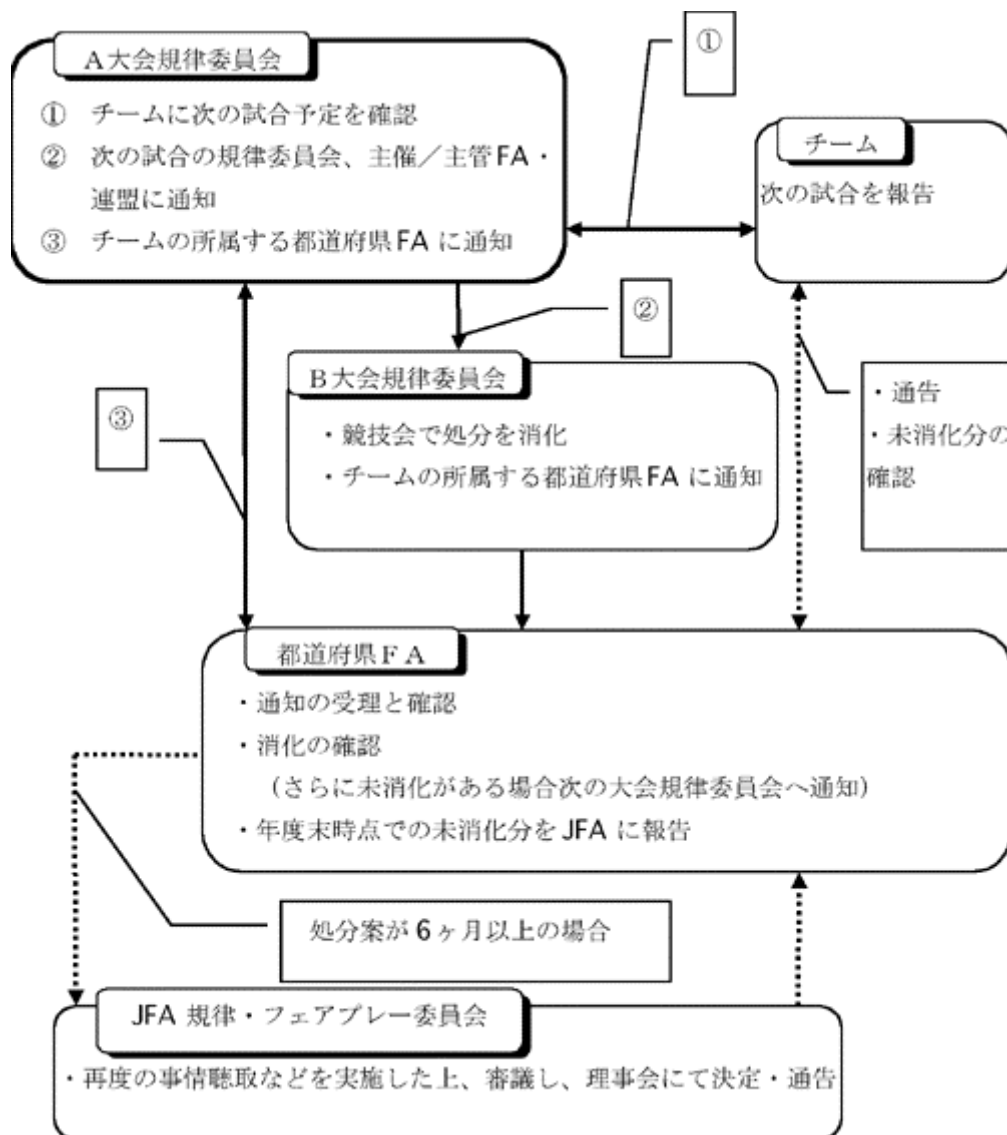 A大会規律委員会
① チームに次の試合予定を確認
② 次の試合の規律委員会、主催／主管FA・
連盟に通知
③ チームの所属する都道府県FA に通知
①
チーム
次の試合を報告
②
B大会規律委員会
・競技会で処分を消化
・チームの所属する都道府県FA に通知
③
・通告
・未消化分の
確認
都道府県FA
・通知の受理と確認
・消化の確認
（さらに未消化がある場合次の大会規律委員会へ通知）
・年度末時点での未消化分を JFA に報告
処分案が 6 ヶ月以上の場合
JFA 規律・フェアプレー委員会
・再度の事情聴取などを実施した上、審議し、理事会にて決定・通告